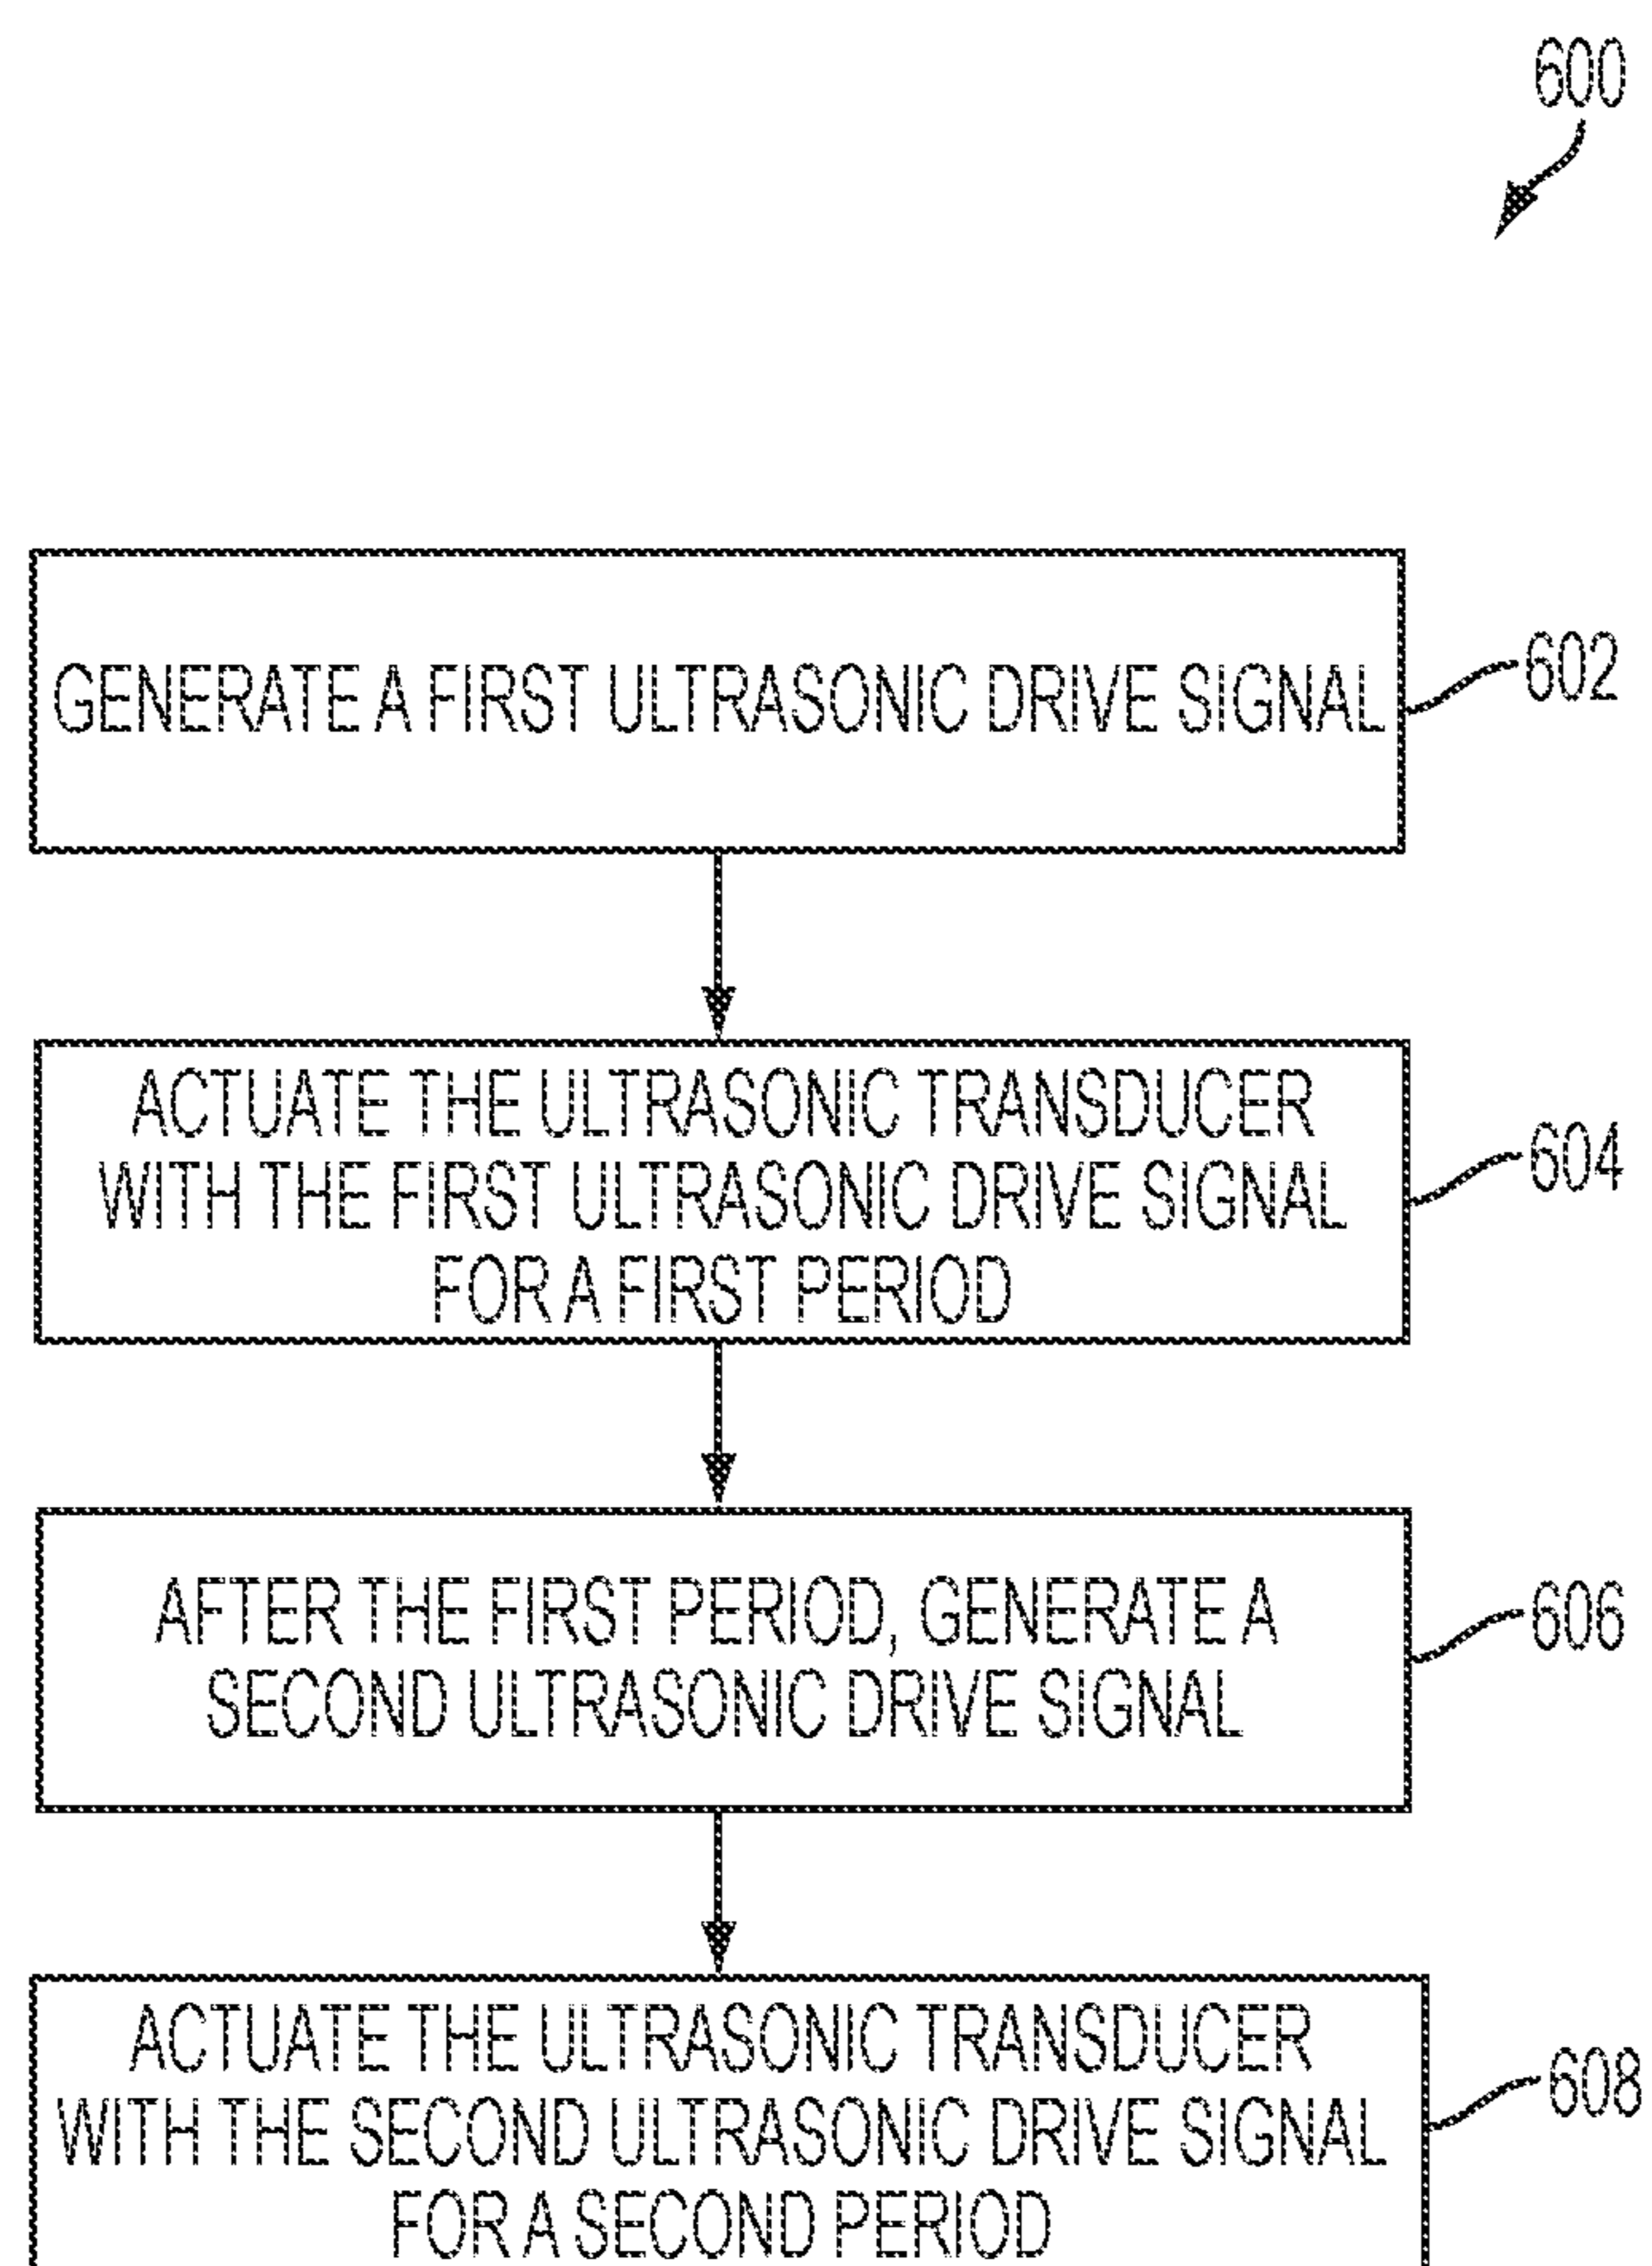 600
GENERATE A FIRST ULTRASONIC DRIVE SIGNAL
602
ACTUATE THE ULTRASONIC TRANSDUCER
WITH THE FIRST ULTRASONIC DRIVE SIGNAL
FOR A FIRST PERIOD
604
AFTER THE FIRST PERIOD, GENERATE A
SECOND ULTRASONIC DRIVE SIGNAL
606
ACTUATE THE ULTRASONIC TRANSDUCER
WITH THE SECOND ULTRASONIC DRIVE SIGNAL
FOR A SECOND PERIOD
608